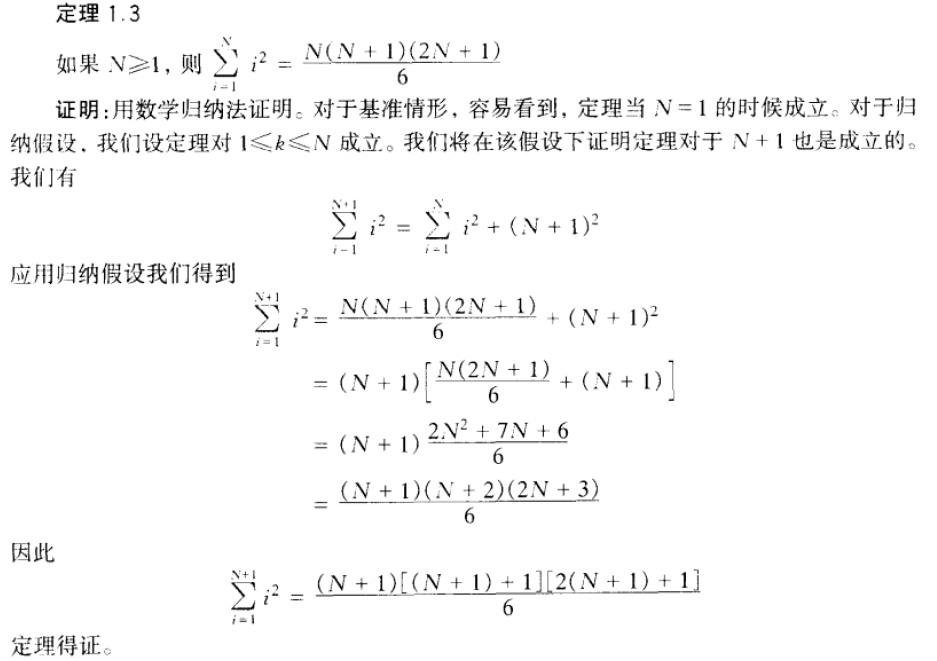 定理 1.3
如果 N≥1, 则 \sum_{i=1}^{N} i^2 = \frac{N(N + 1)(2N + 1)}{6}
证明:用数学归纳法证明。对于基准情形，容易看到，定理当 N = 1 的时候成立。对于归
纳假设，我们设定理对 1≤k≤N 成立。我们将在该假设下证明定理对于 N + 1 也是成立的。
我们有
\sum_{i=1}^{N+1} i^2 = \sum_{i=1}^{N} i^2 + (N + 1)^2
应用归纳假设我们得到
\sum_{i=1}^{N+1} i^2 = \frac{N(N + 1)(2N + 1)}{6} + (N + 1)^2
= (N + 1)\left[\frac{N(2N + 1)}{6} + (N + 1)\right]
= (N + 1)\frac{2N^2 + 7N + 6}{6}
= \frac{(N + 1)(N + 2)(2N + 3)}{6}
因此
\sum_{i=1}^{N+1} i^2 = \frac{(N + 1)[(N + 1) + 1][2(N + 1) + 1]}{6}
定理得证。